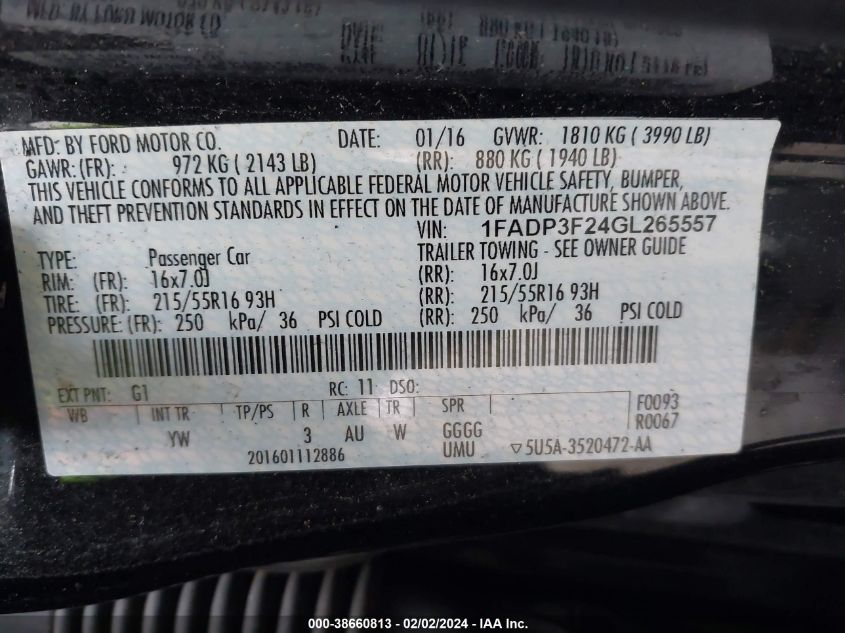 MFD. BY FORD MOTOR CO. DATE: 01/16 GVWR: 1810 KG ( 3990 LB)
GAWR: (FR): 972 KG ( 2143 LB) (RR): 880 KG ( 1940 LB)
THIS VEHICLE CONFORMS TO ALL APPLICABLE FEDERAL MOTOR VEHICLE SAFETY, BUMPER,
AND THEFT PREVENTION STANDARDS IN EFFECT ON THE DATE OF MANUFACTURE SHOWN ABOVE.
VIN: 1FADP3F24GL265557
TYPE: Passenger Car TRAILER TOWING - SEE OWNER GUIDE
RIM: (FR): 16x7.0J (RR): 16x7.0J
TIRE: (FR): 215/55R16 93H (RR): 215/55R16 93H
PRESSURE: (FR): 250 kPa/ 36 PSI COLD (RR): 250 kPa/ 36 PSI COLD
EXT PNT: G1 RC: 11 DSO:
WB INT TR TP/PS R AXLE TR SPR F0093
YW 3 AU W GGGG R0067
201601112886 UMU ▽5U5A-3520472-AA
000-38660813 / 02/02/2024 - IAA Inc.